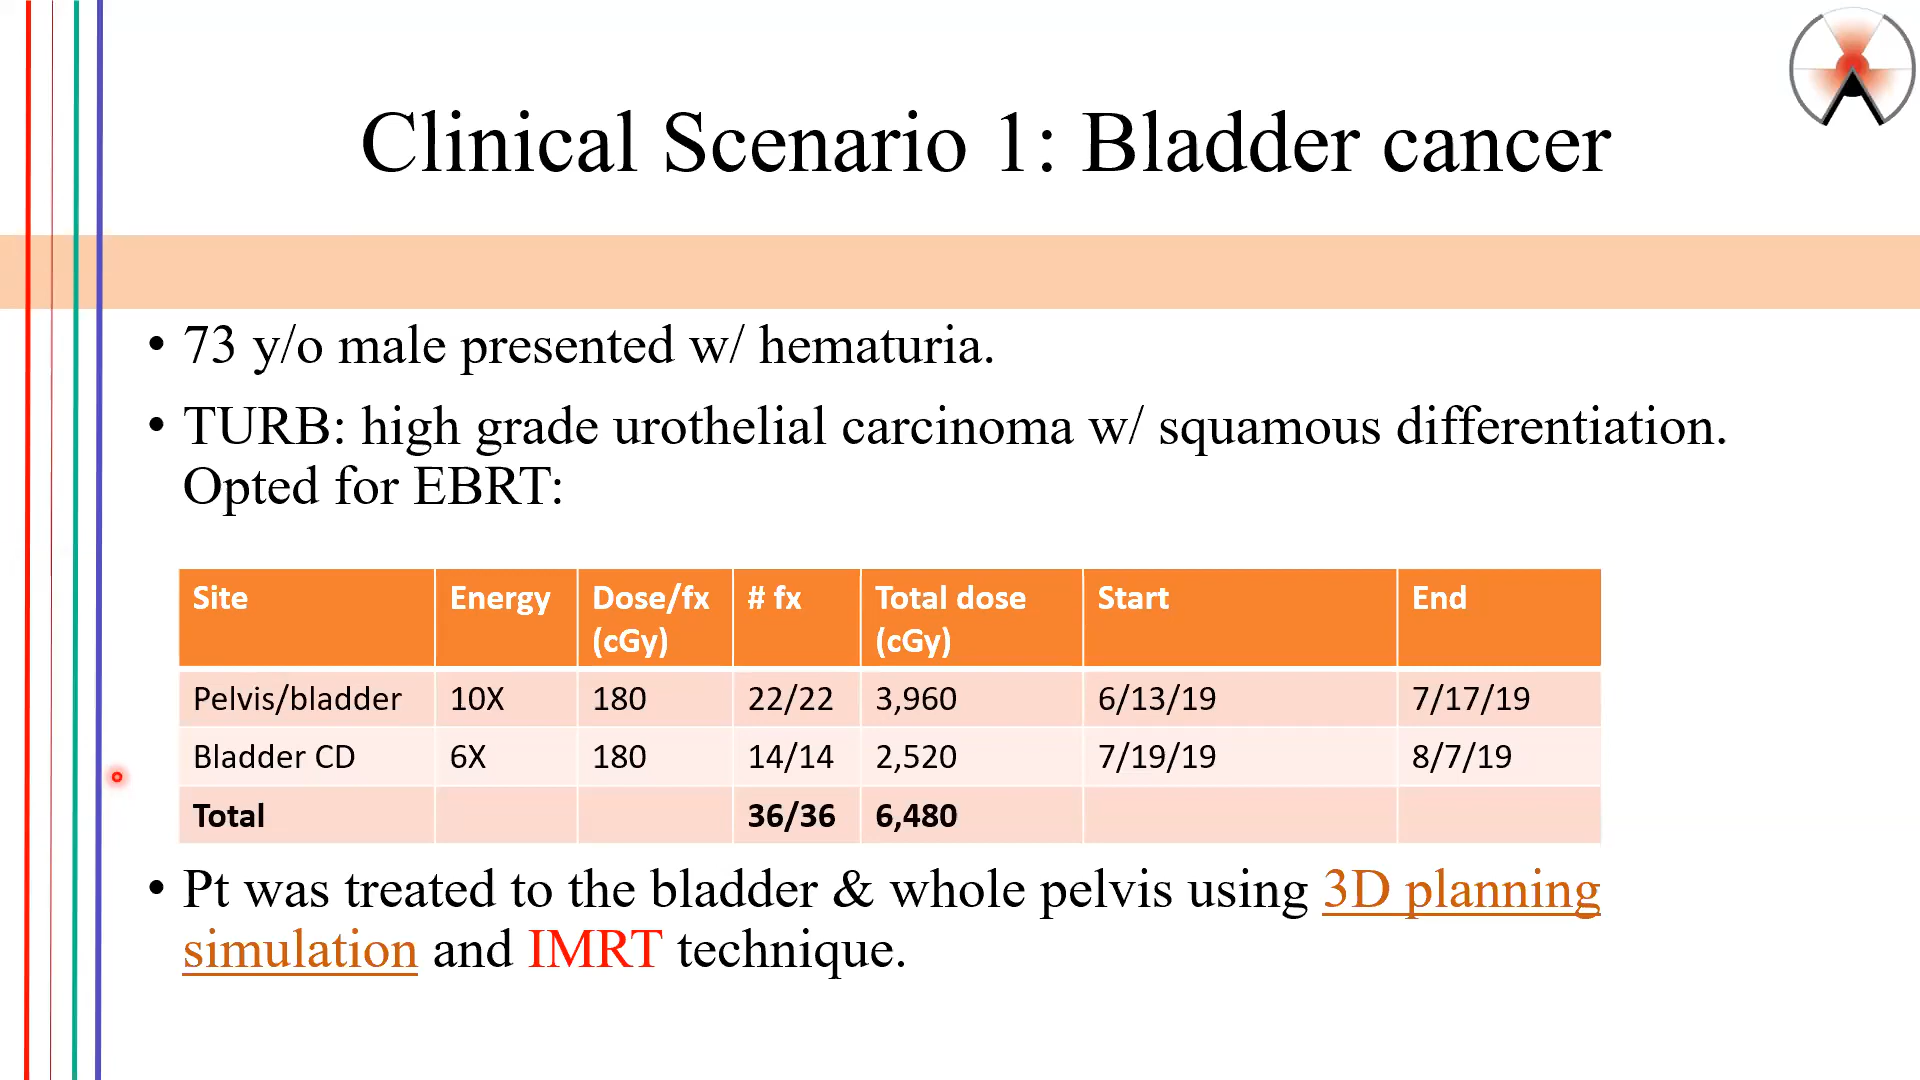 Clinical Scenario 1: Bladder cancer
• 73 y/o male presented w/ hematuria.
• TURB: high grade urothelial carcinoma w/ squamous differentiation.
Opted for EBRT:
Site Energy Dose/fx (cGy) # fx Total dose (cGy) Start End
Pelvis/bladder 10X 180 22/22 3,960 6/13/19 7/17/19
Bladder CD 6X 180 14/14 2,520 7/19/19 8/7/19
Total 36/36 6,480
• Pt was treated to the bladder & whole pelvis using 3D planning
simulation and IMRT technique.